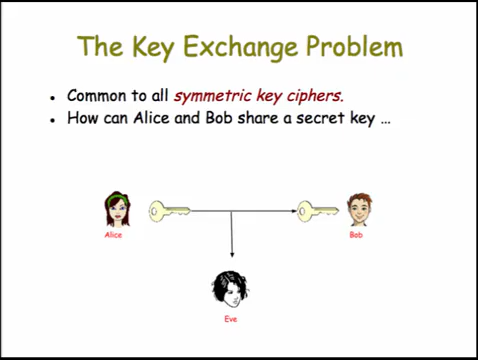 The Key Exchange Problem
• Common to all symmetric key ciphers.
• How can Alice and Bob share a secret key ...
Alice
Bob
Eve